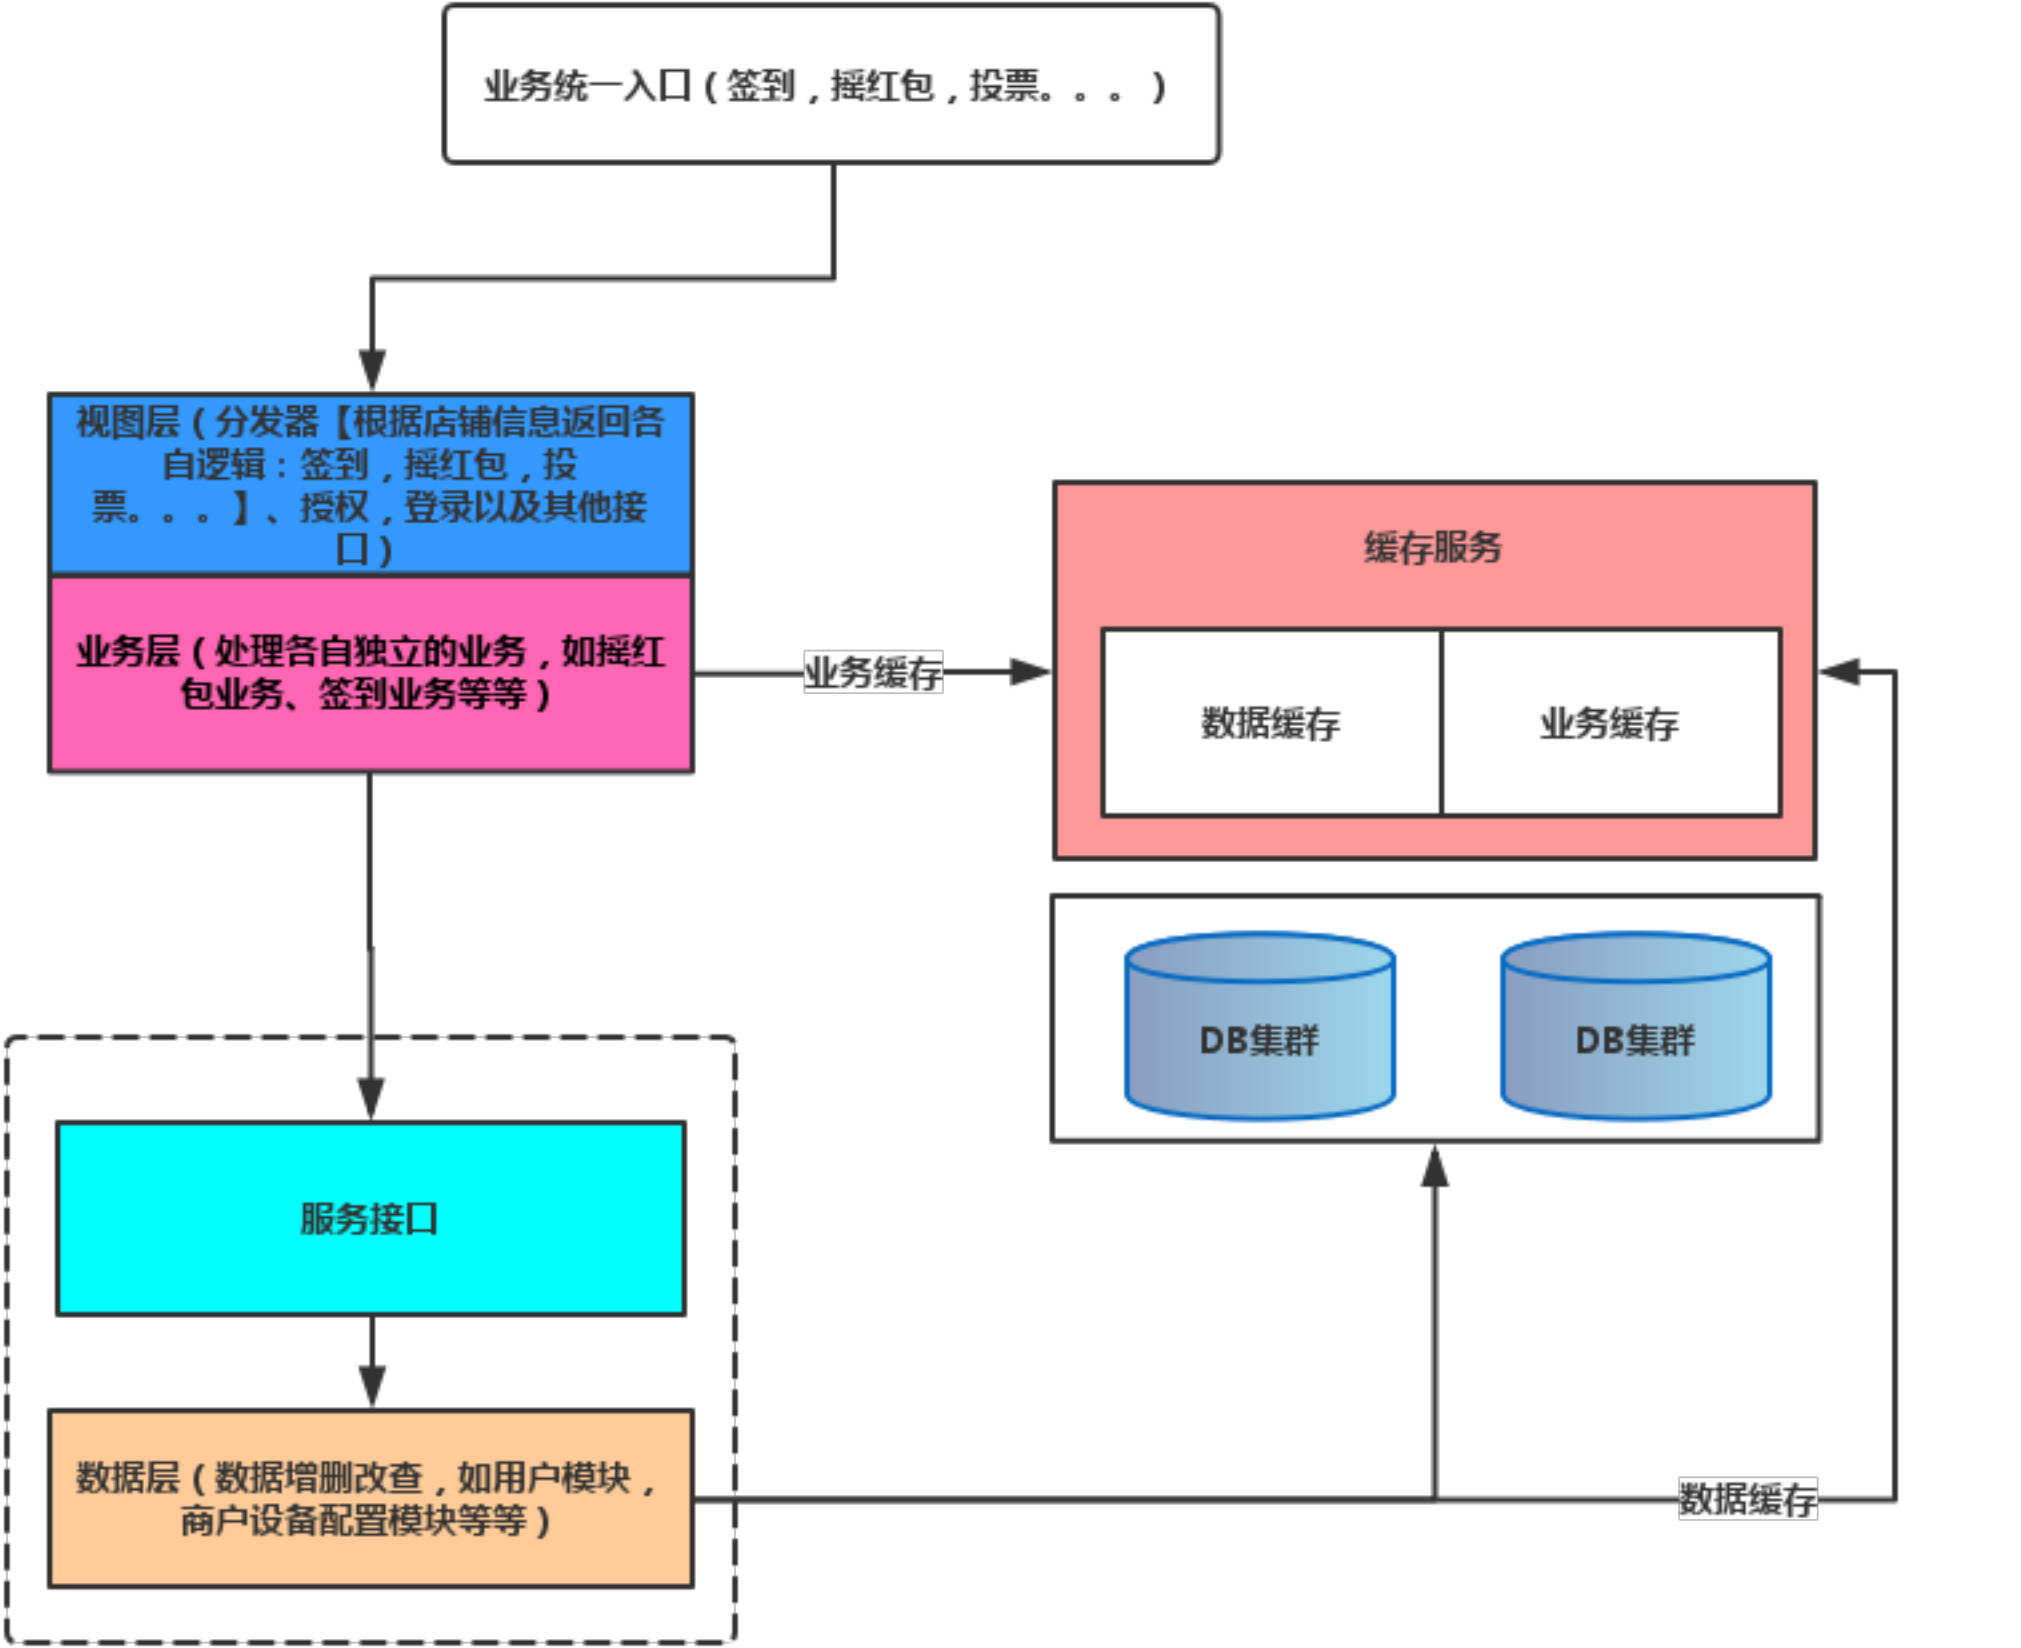 业务统一入口（签到，摇红包，投票。。。）
视图层（分发器【根据店铺信息返回各
自逻辑：签到，摇红包，投
票。。。】、授权，登录以及其他接
口）
业务层（处理各自独立的业务，如摇红
包业务、签到业务等等）
业务缓存
缓存服务
数据缓存
业务缓存
DB集群
DB集群
服务接口
数据层（数据增删改查，如用户模块，
商户设备配置模块等等）
数据缓存